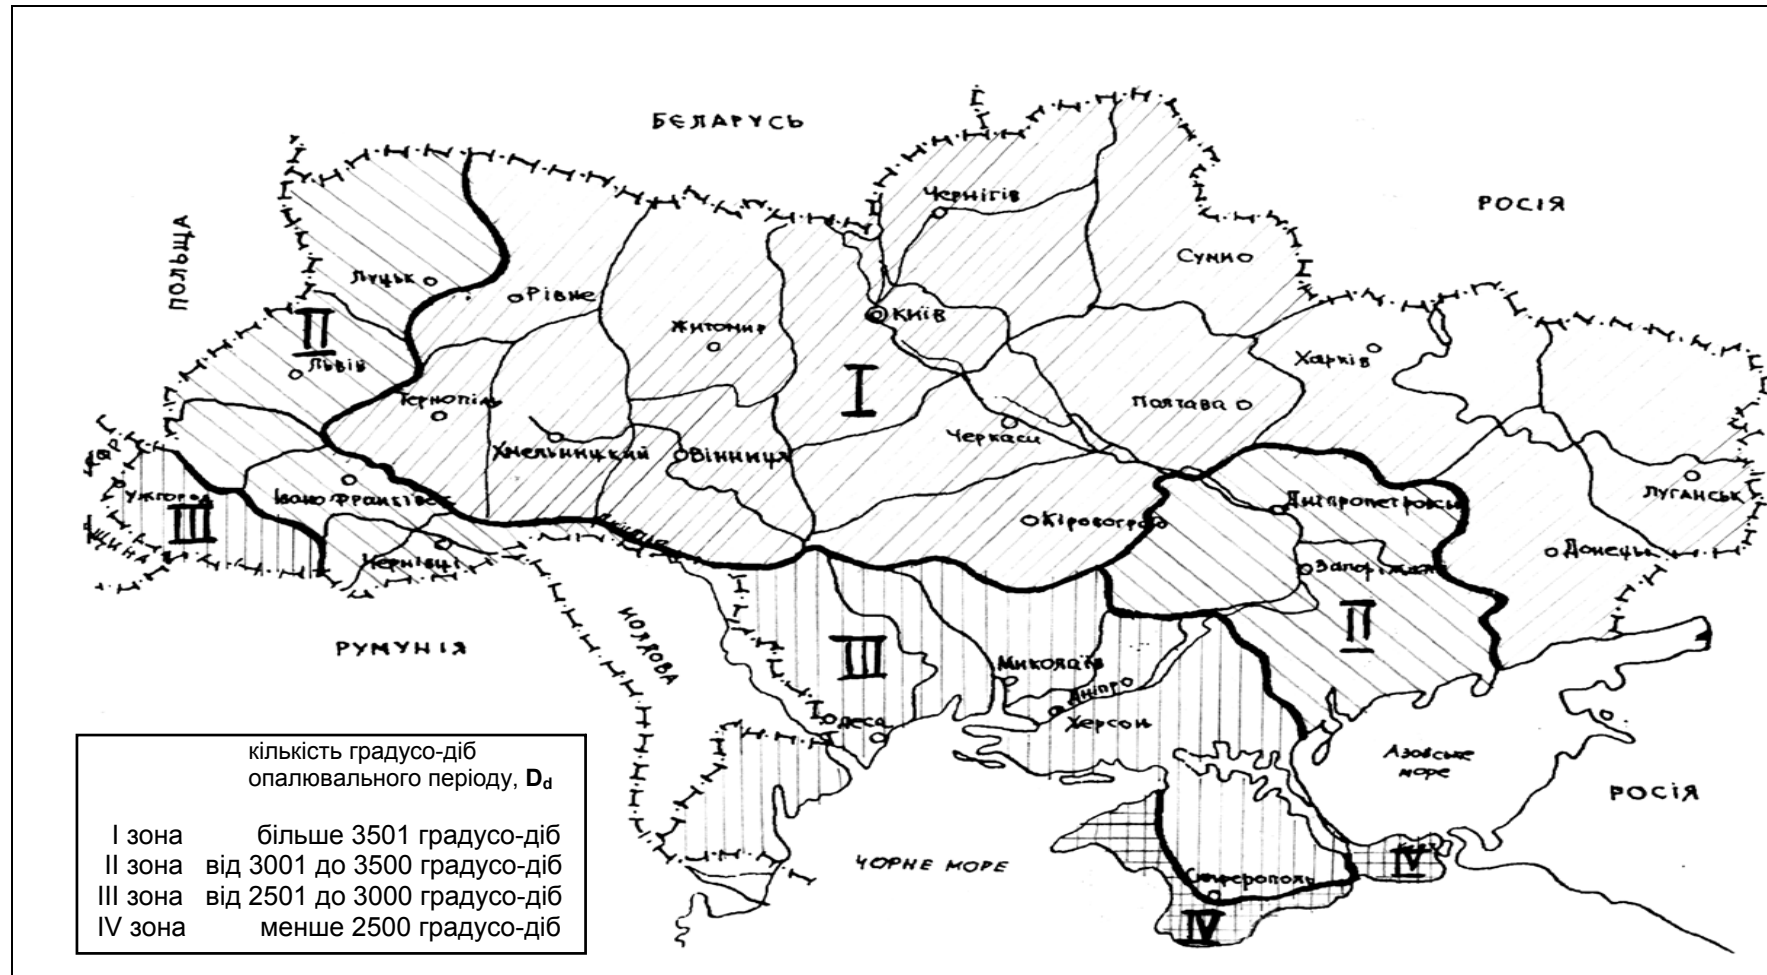 БЄЛАРУСЬ
РОСІЯ
ПОЛЬЩА
Чернігів
Суми
Луцьк
Рівне
Київ
Житомир
II
Львів
Харків
I
Тернопіль
Полтава
Черкаси
Хмельницкий
Вінниця
Луганськ
Ужгород
Івано Франківск
III
Дніпропетровськ
Кіровоград
Донецьк
Чернівці
Запоріжжя
II
РУМУНІЯ
МОЛДОВА
III
Миколаїв
Дніпро
Херсон
Одеса
Азовське
море
РОСІЯ
ЧОРНЕ МОРЕ
IV
Сімферополь
IV
кількість градусо-діб
опалювального періоду, Dd
I зона більше 3501 градусо-діб
II зона від 3001 до 3500 градусо-діб
III зона від 2501 до 3000 градусо-діб
IV зона менше 2500 градусо-діб